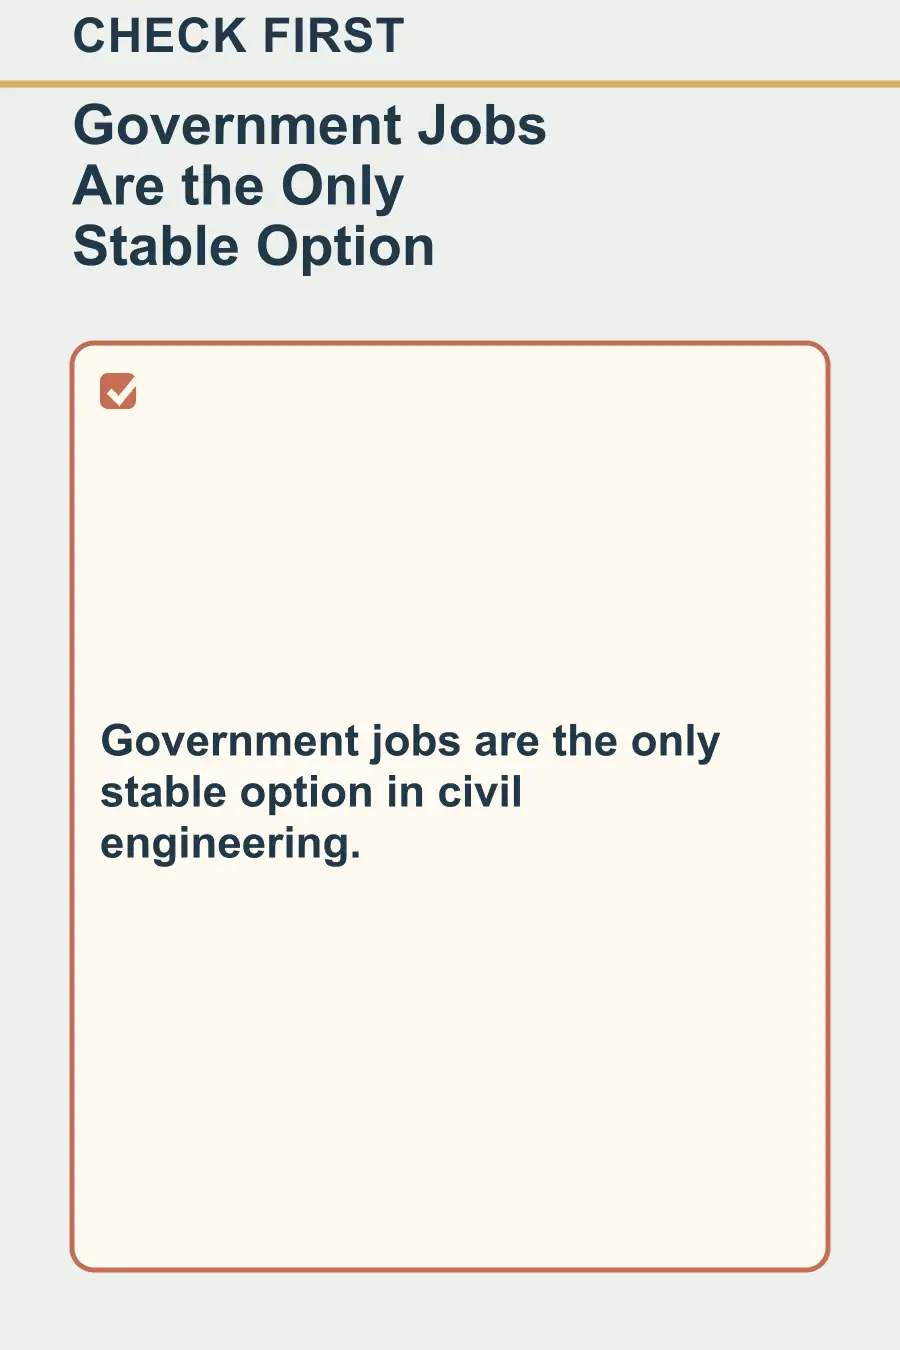 CHECK FIRST
Government Jobs
Are the Only
Stable Option
Government jobs are the only
stable option in civil
engineering.